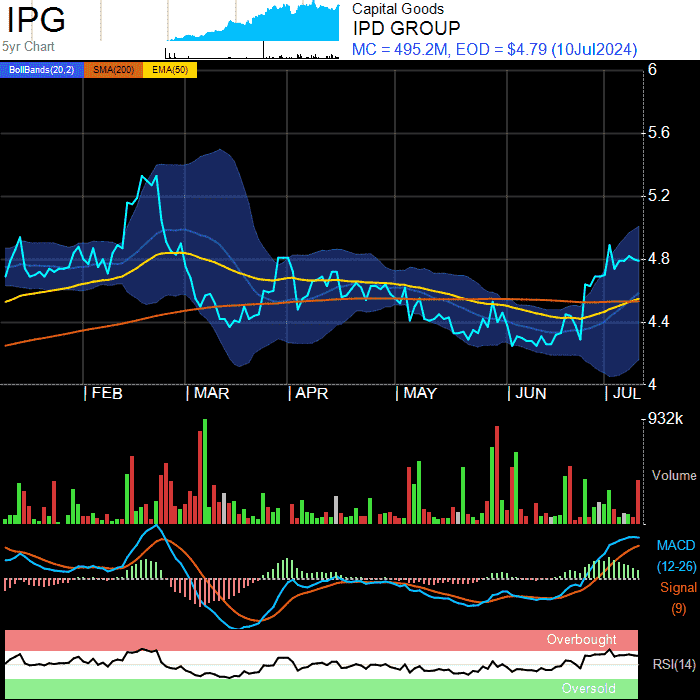 IPG
5yr Chart
Capital Goods
IPD GROUP
MC = 495.2M, EOD = $4.79 (10Jul2024)
BollBands(20,2) SMA(200) EMA(50)
6
5.6
5.2
4.8
4.4
4
FEB MAR APR MAY JUN JUL
932k
Volume
MACD
(12-26)
Signal
(9)
Overbought
RSI(14)
Oversold